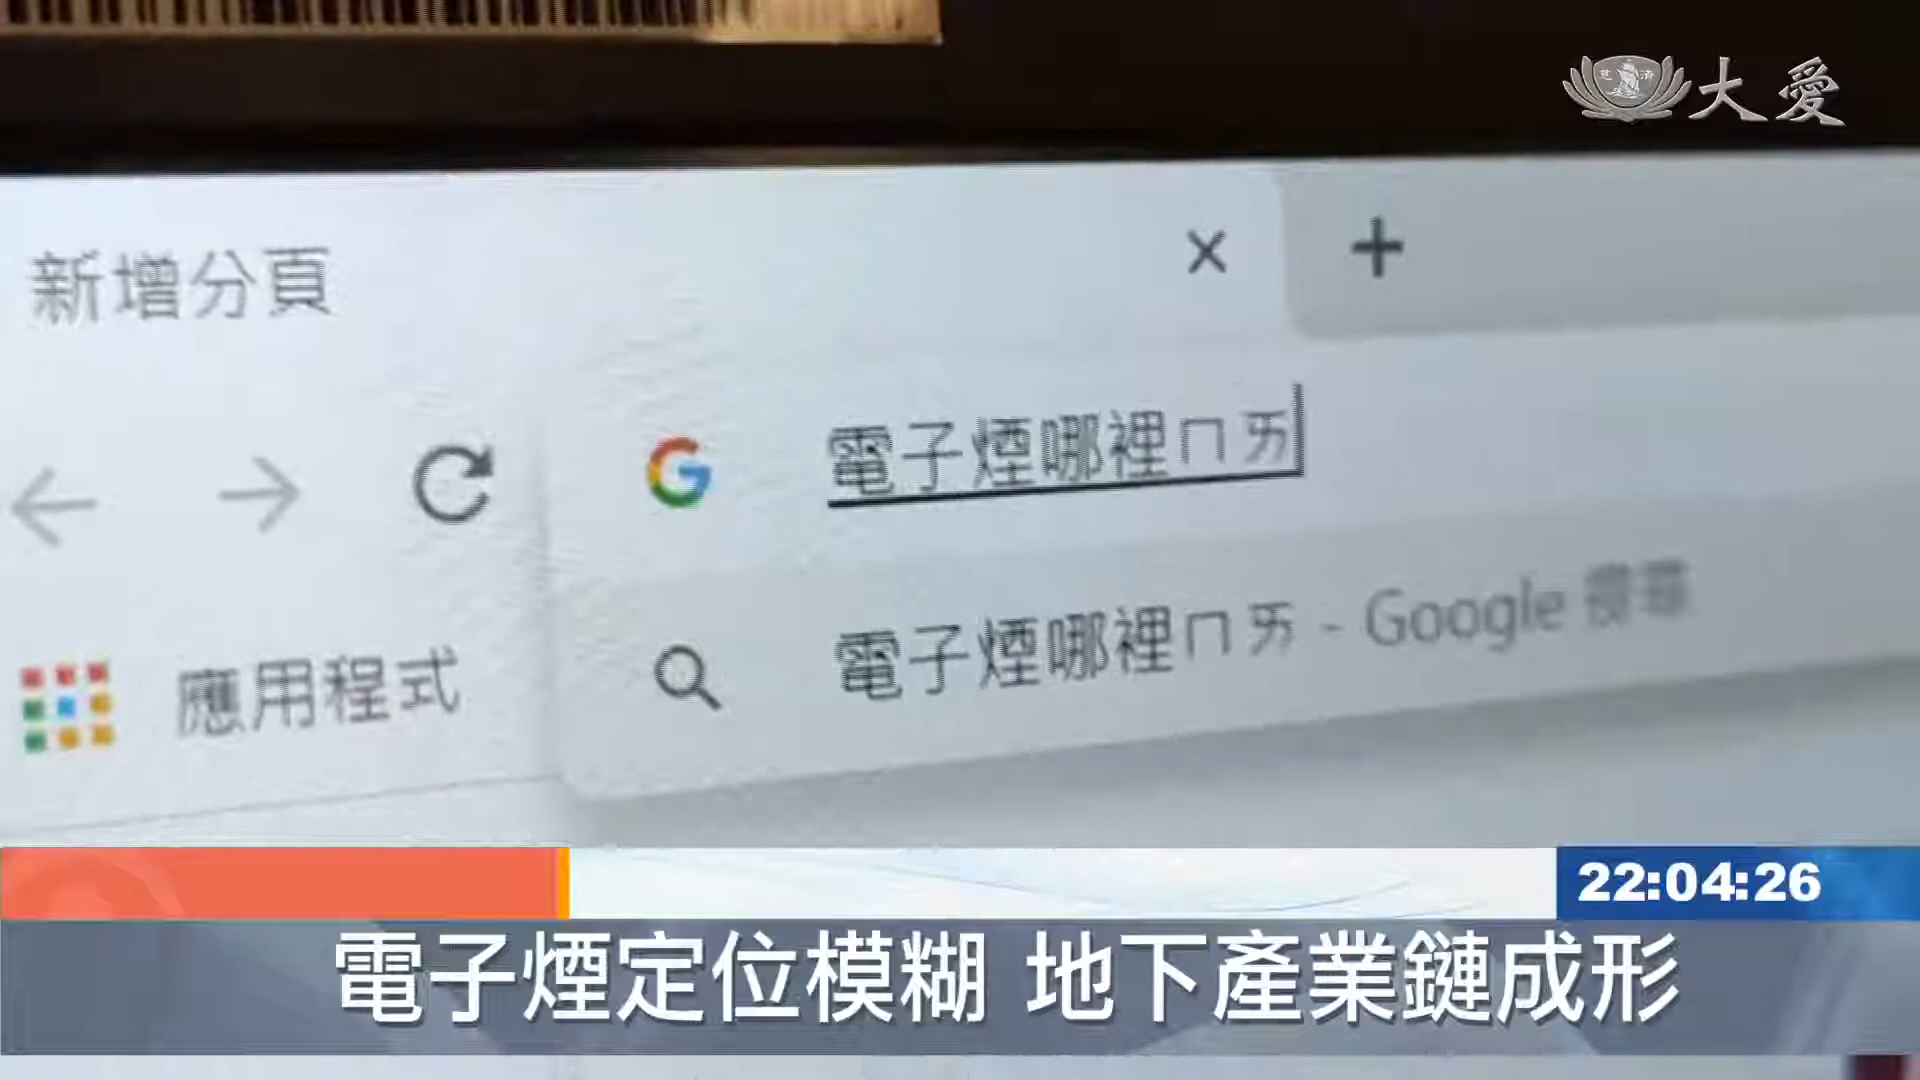 大愛
新增分頁
電子煙哪裡ㄇㄞ
電子煙哪裡ㄇㄞ - Google 搜尋
應用程式
22:04:26
電子煙定位模糊 地下產業鏈成形